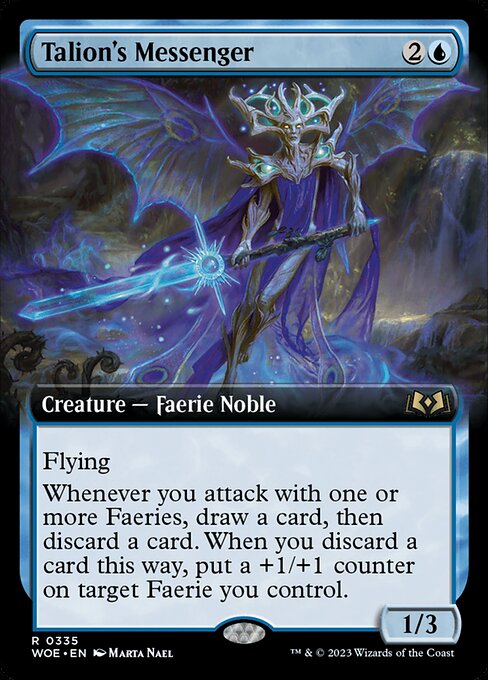 Talion's Messenger 2
Creature — Faerie Noble
Flying
Whenever you attack with one or
more Faeries, draw a card, then
discard a card. When you discard a
card this way, put a +1/+1 counter
on target Faerie you control.
1/3
R 0335
WOE • EN Marta Nael
™ & © 2023 Wizards of the Coast